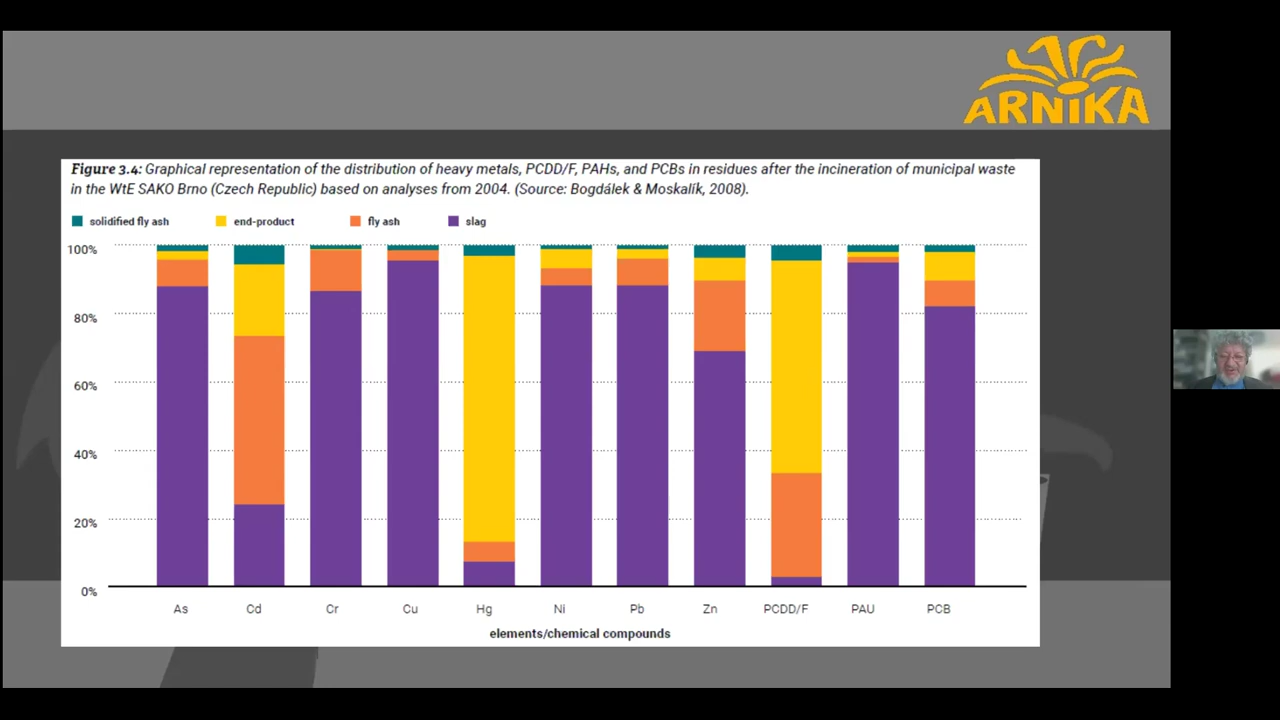 ARNIKA
Figure 3.4: Graphical representation of the distribution of heavy metals, PCDD/F, PAHs, and PCBs in residues after the incineration of municipal waste
in the WtE SAKO Brno (Czech Republic) based on analyses from 2004. (Source: Bogdálek & Moskalík, 2008).
solidified fly ash end-product fly ash slag
100%
80%
60%
40%
20%
0%
As Cd Cr Cu Hg Ni Pb Zn PCDD/F PAU PCB
elements/chemical compounds